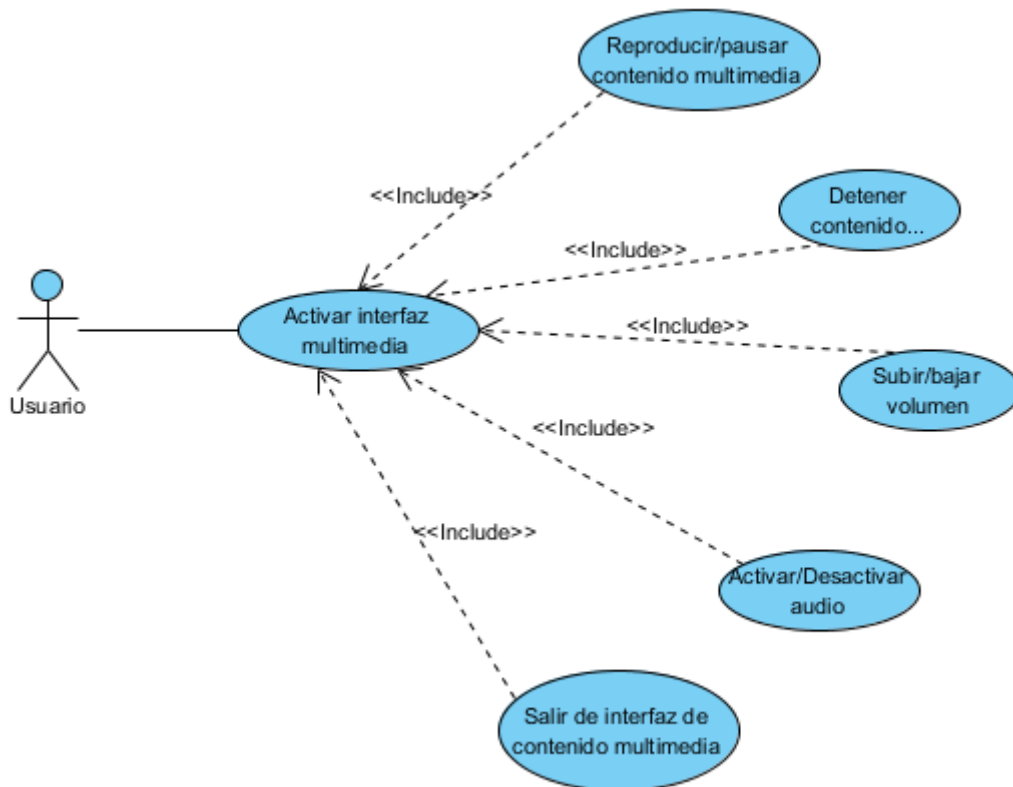 Reproducir/pausar
contenido multimedia
<<Include>>
Detener
contenido...
<<Include>>
Activar interfaz
multimedia
<<Include>>
Subir/bajar
volumen
Usuario
<<Include>>
<<Include>>
Activar/Desactivar
audio
Salir de interfaz de
contenido multimedia